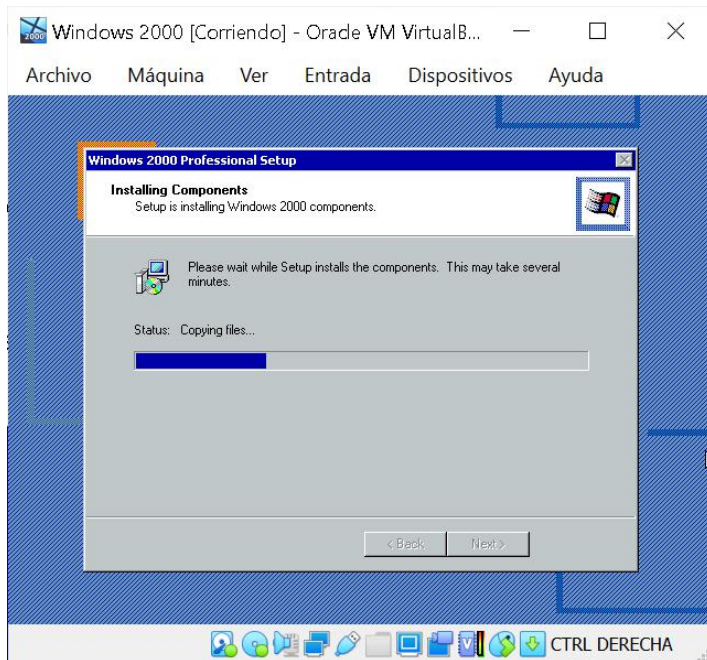 Windows 2000 [Corriendo] - Oracle VM VirtualB...
Archivo Máquina Ver Entrada Dispositivos Ayuda
Windows 2000 Professional Setup
Installing Components
Setup is installing Windows 2000 components.
Please wait while Setup installs the components. This may take several
minutes.
Status: Copying files...
< Back Next >
CTRL DERECHA